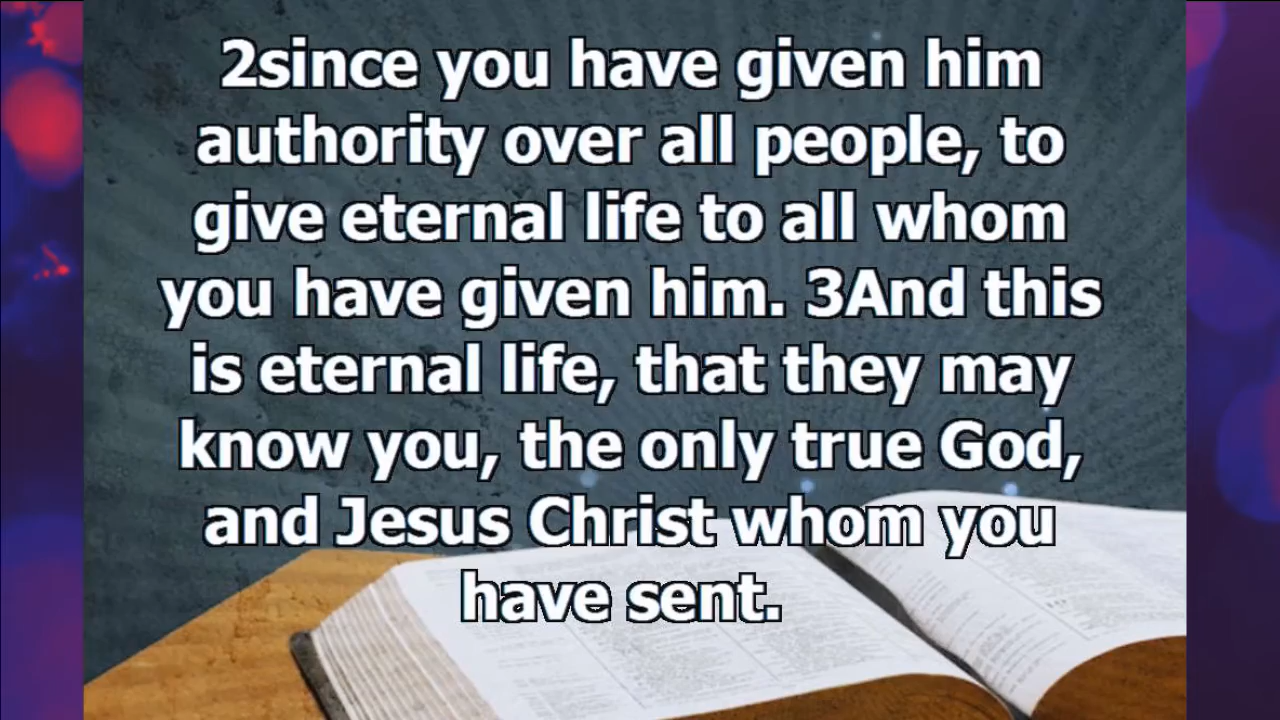 2since you have given him
authority over all people, to
give eternal life to all whom
you have given him. 3And this
is eternal life, that they may
know you, the only true God,
and Jesus Christ whom you
have sent.